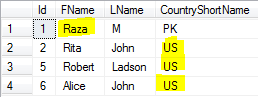 Id FName LName CountryShortName
1 1 Raza M PK
2 2 Rita John US
3 5 Robert Ladson US
4 6 Alice John US